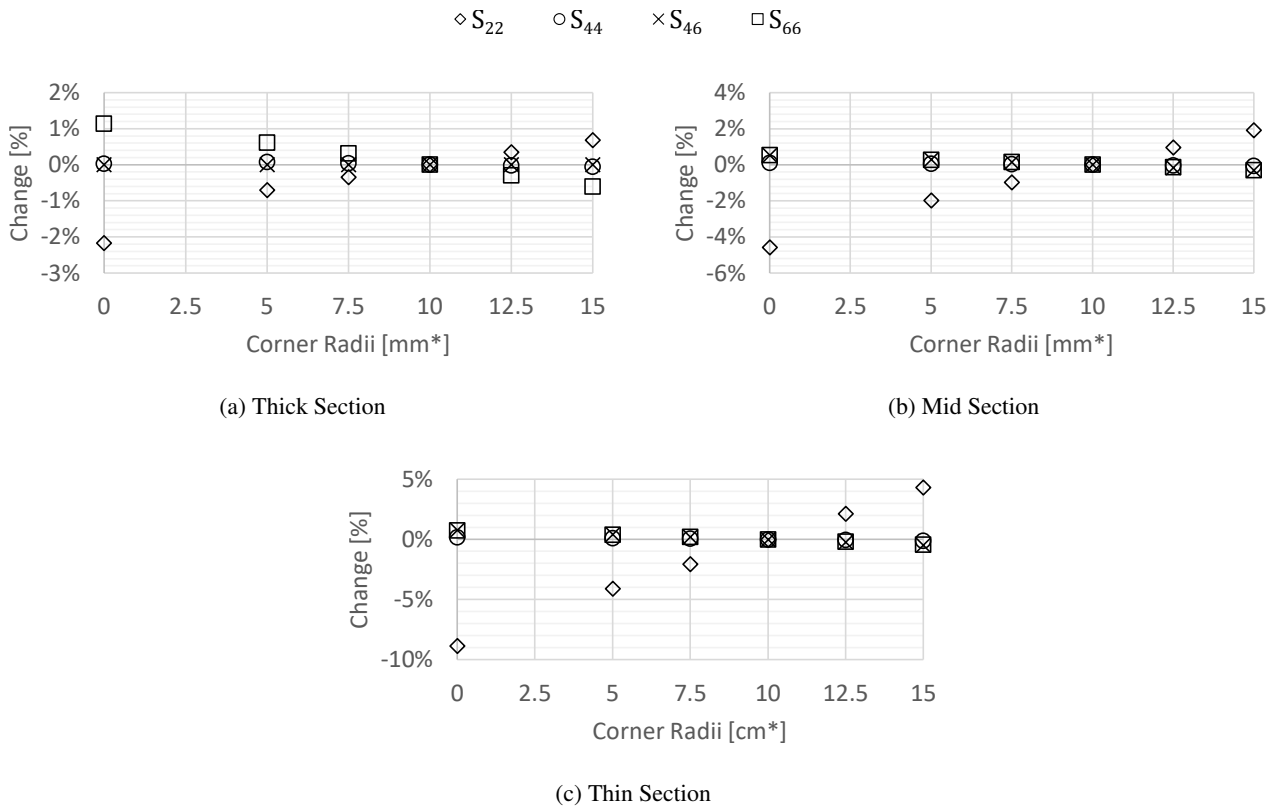 ◇ S₂₂ ○ S₄₄ × S₄₆ □ S₆₆
2%
1%
0%
-1%
-2%
-3%
Change [%]
0 2.5 5 7.5 10 12.5 15
Corner Radii [mm*]
(a) Thick Section
4%
2%
0%
-2%
-4%
-6%
Change [%]
0 2.5 5 7.5 10 12.5 15
Corner Radii [mm*]
(b) Mid Section
5%
0%
-5%
-10%
Change [%]
0 2.5 5 7.5 10 12.5 15
Corner Radii [cm*]
(c) Thin Section